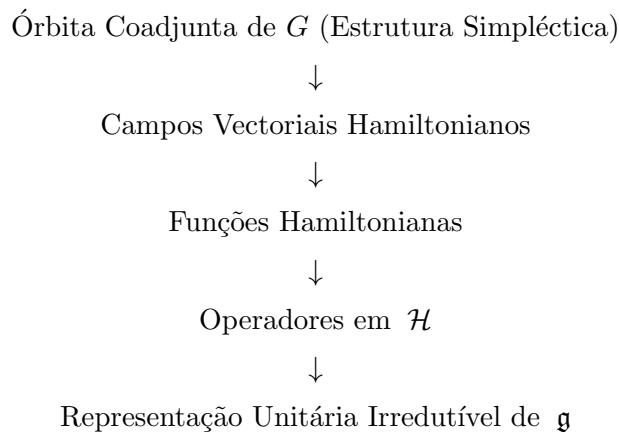 Órbita Coadjunta de G (Estrutura Simpléctica)
↓
Campos Vectoriais Hamiltonianos
↓
Funções Hamiltonianas
↓
Operadores em ℋ
↓
Representação Unitária Irredutível de 𝔤